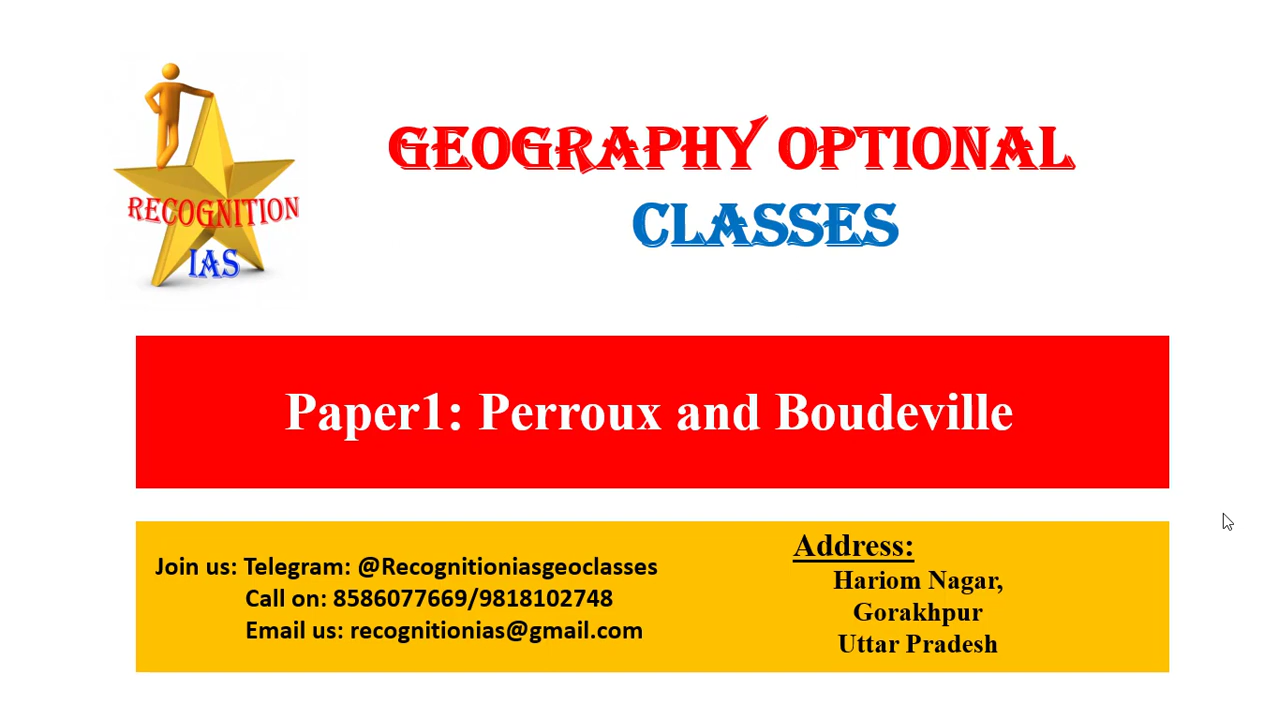 RECOGNITION
IAS
GEOGRAPHY OPTIONAL
CLASSES
Paper1: Perroux and Boudeville
Join us: Telegram: @Recognitioniasgeoclasses
Call on: 8586077669/9818102748
Email us: recognitionias@gmail.com
Address:
Hariom Nagar,
Gorakhpur
Uttar Pradesh